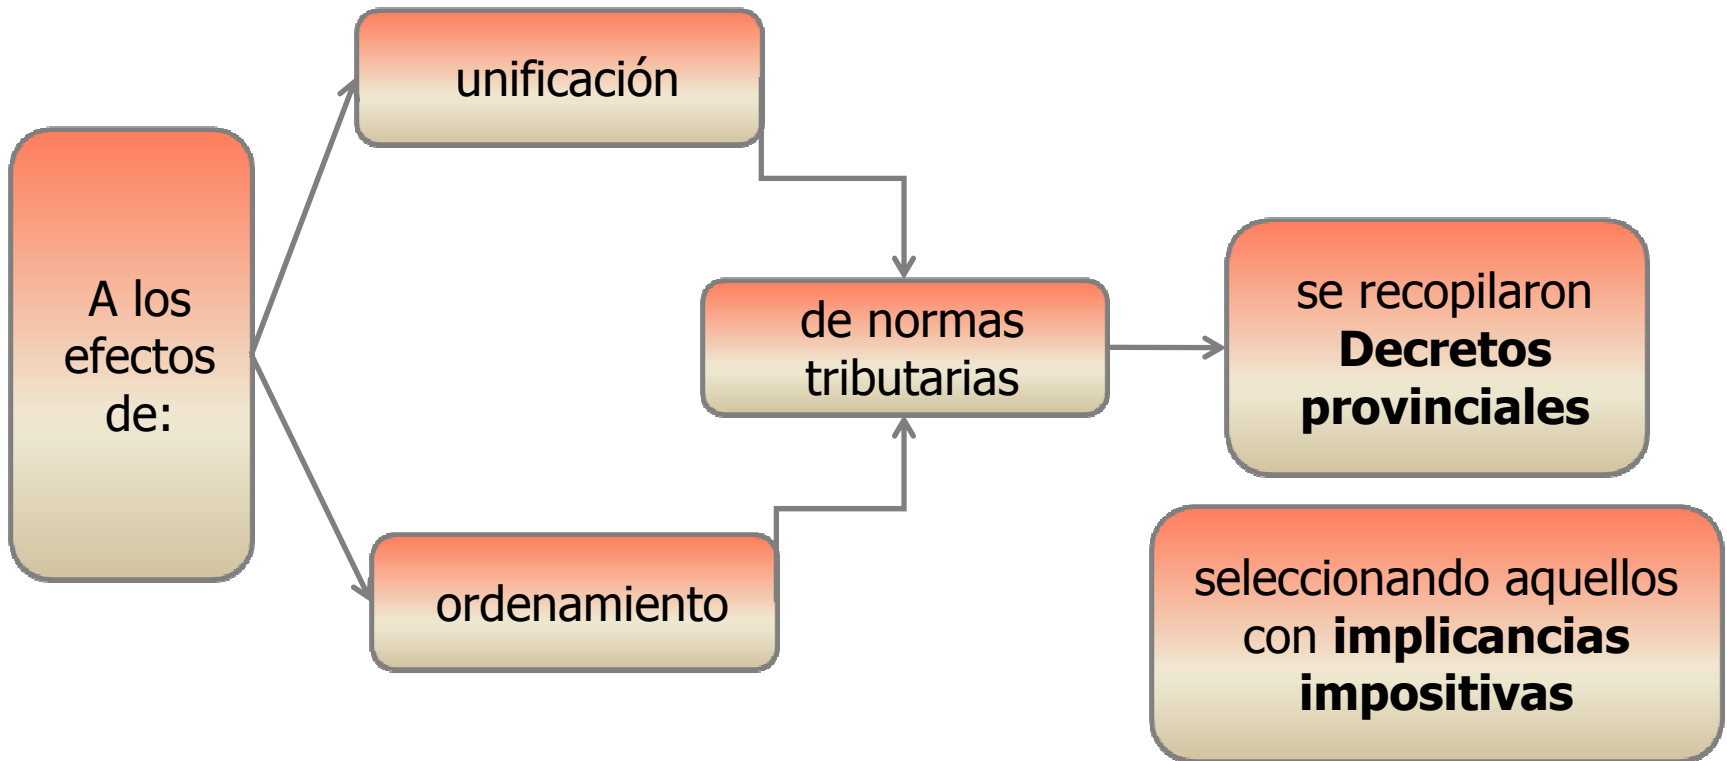 A los
efectos
de:
unificación
ordenamiento
de normas
tributarias
se recopilaron
Decretos
provinciales
seleccionando aquellos
con implicancias
impositivas